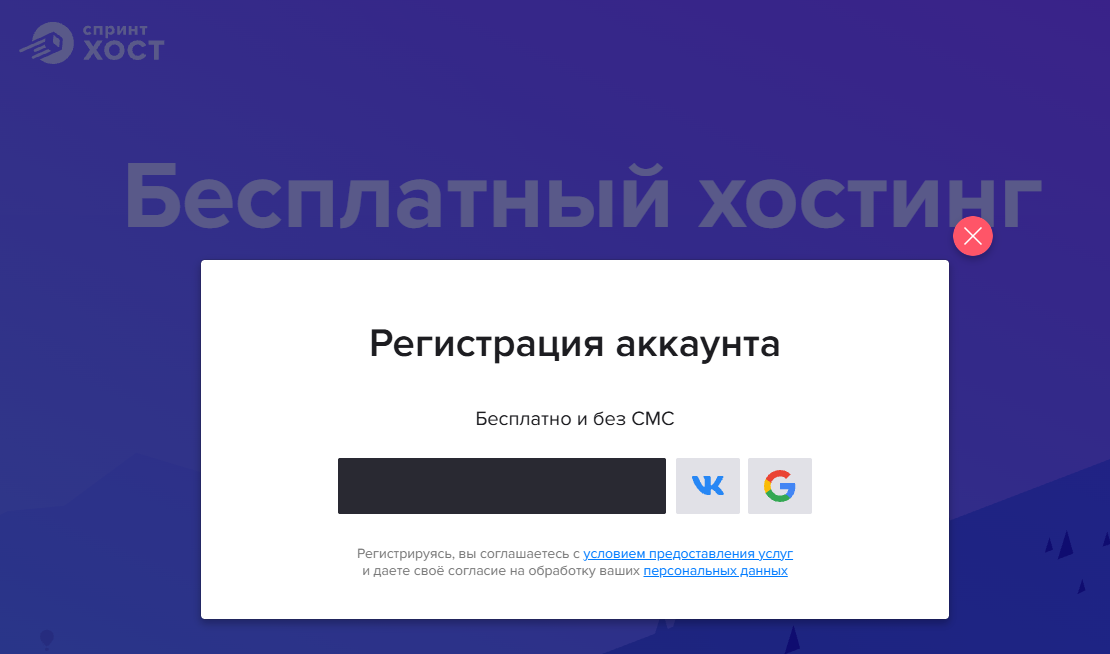 спринт
ХОСТ
Бесплатный хостинг
Регистрация аккаунта
Бесплатно и без СМС
Регистрируясь, вы соглашаетесь с условием предоставления услуг
и даете своё согласие на обработку ваших персональных данных